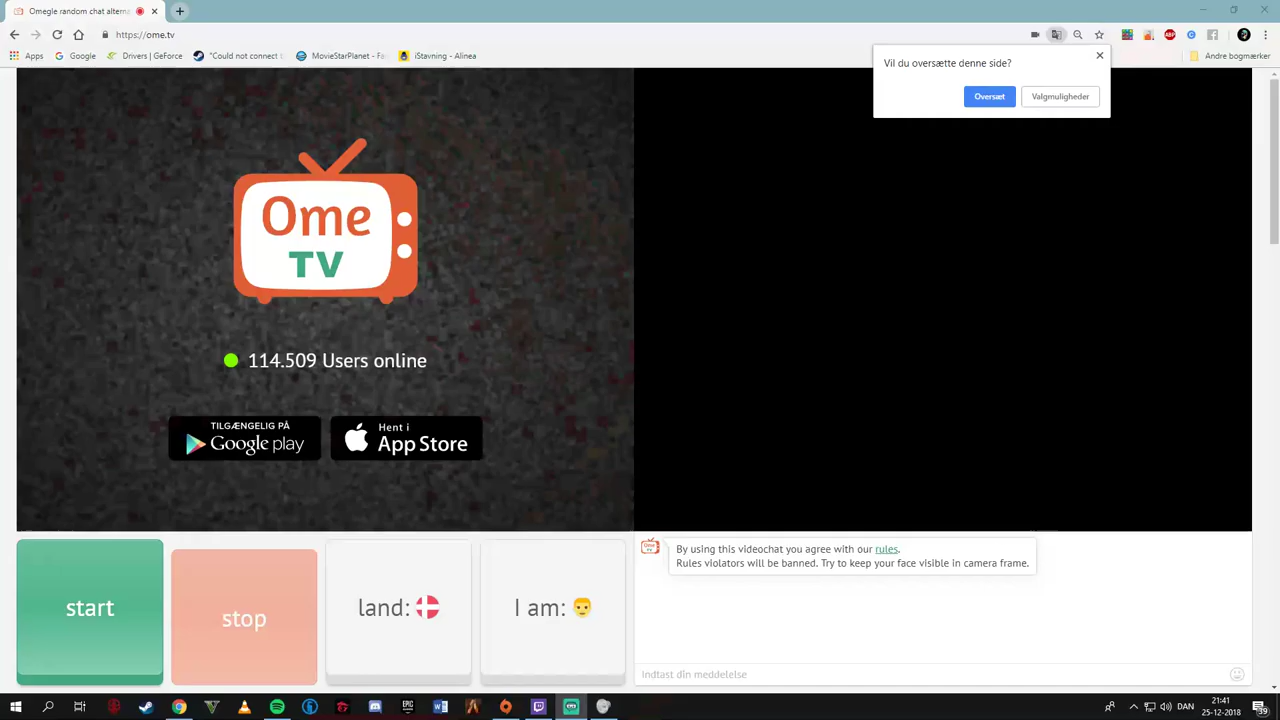 Omegle random chat altern
https://ome.tv
Apps
Google
Drivers | GeForce
"Could not connect t
MovieStarPlanet - Fa
iStavning - Alinea
Andre bogmærker
Vil du oversætte denne side?
Oversæt
Valgmuligheder
Ome
TV
114.509 Users online
TILGÆNGELIG PÅ
Google play
Hent i
App Store
start
stop
land:
I am:
Ome
TV
By using this videochat you agree with our rules.
Rules violators will be banned. Try to keep your face visible in camera frame.
Indtast din meddelelse
DAN
21:41
25-12-2018